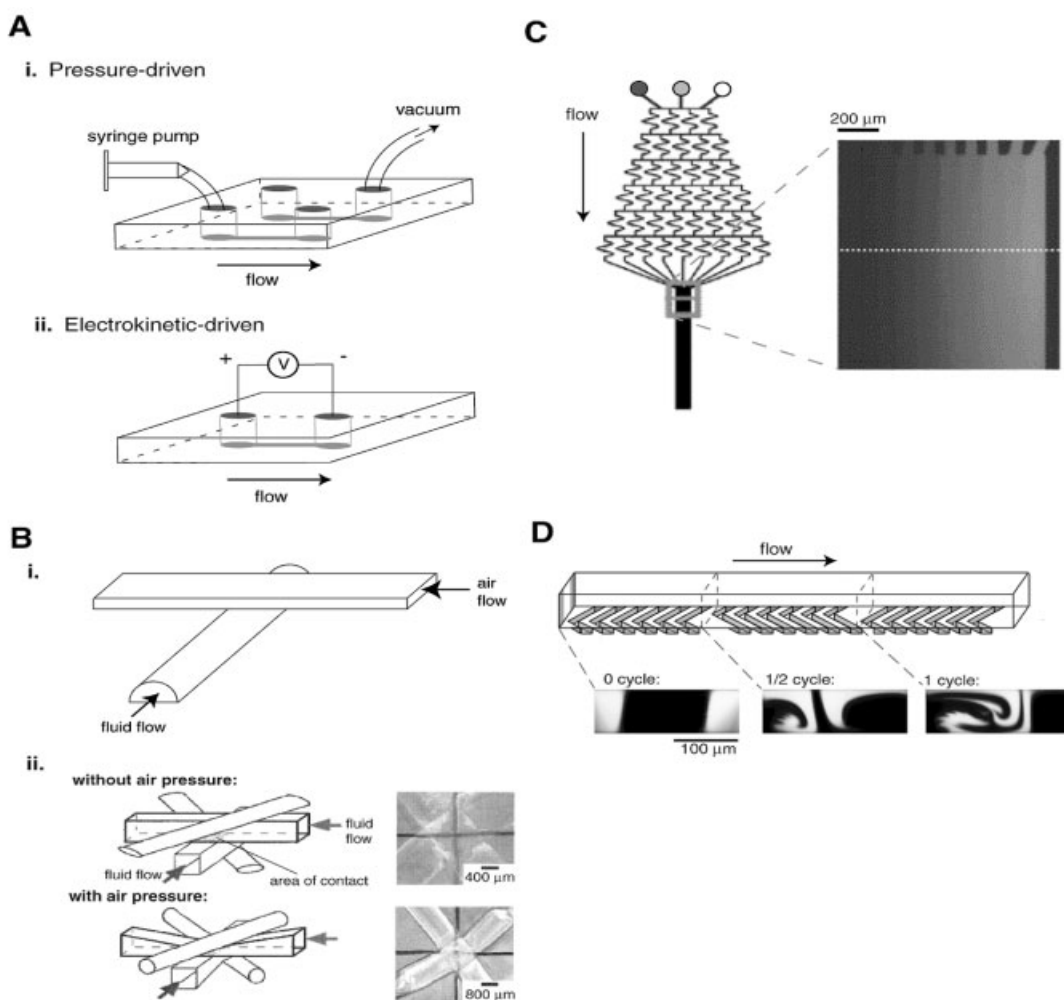 A
i. Pressure-driven
syringe pump
vacuum
flow
ii. Electrokinetic-driven
+
V
-
flow
B
i.
air
flow
fluid flow
ii.
without air pressure:
fluid
flow
fluid flow
area of contact
400 μm
with air pressure:
800 μm
C
flow
200 μm
D
flow
0 cycle:
1/2 cycle:
1 cycle:
100 μm